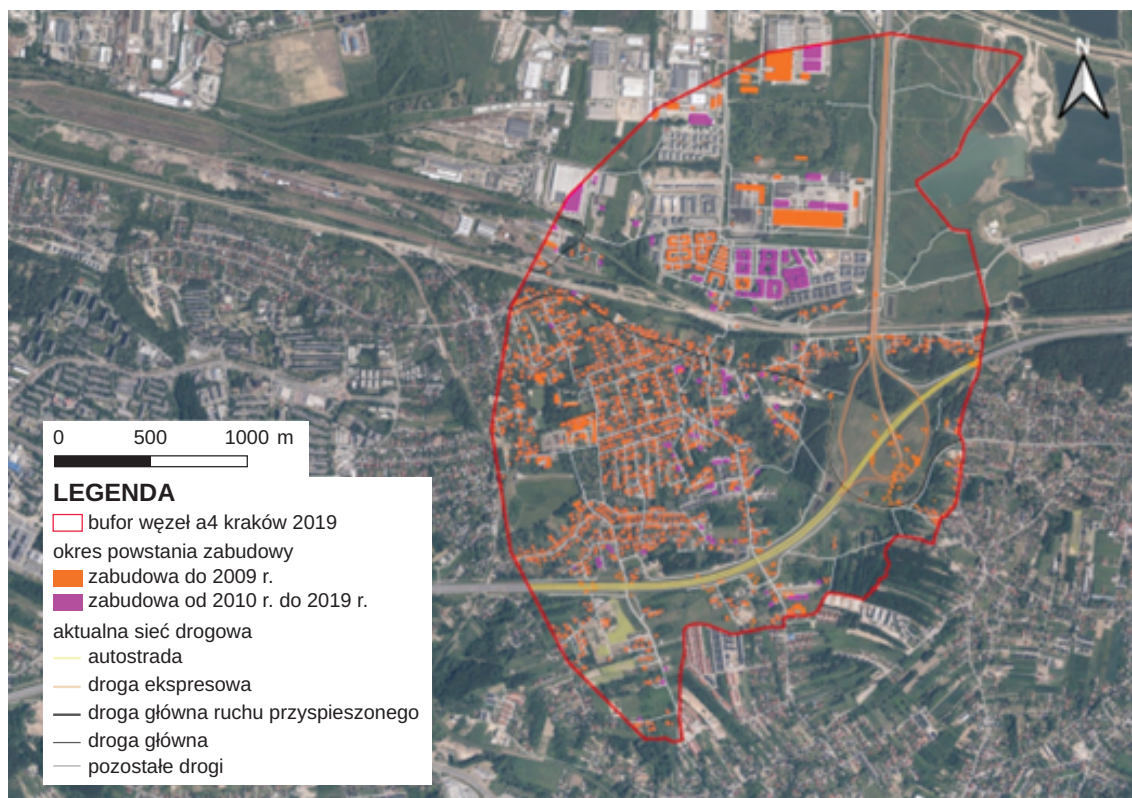 N
0 500 1000 m
LEGENDA
bufor węzeł a4 kraków 2019
okres powstania zabudowy
zabudowa do 2009 r.
zabudowa od 2010 r. do 2019 r.
aktualna sieć drogowa
autostrada
droga ekspresowa
droga główna ruchu przyspieszonego
droga główna
pozostałe drogi